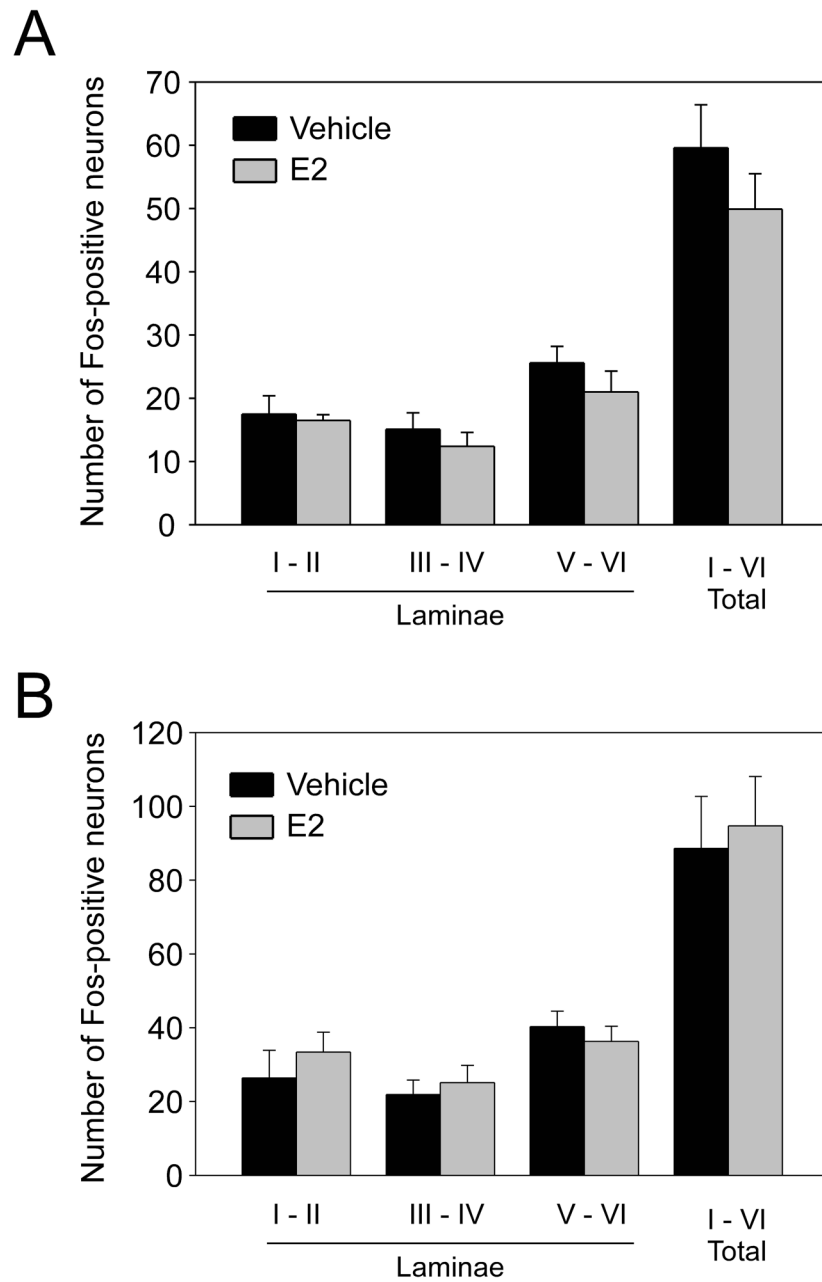 A
Number of Fos-positive neurons
70
60
50
40
30
20
10
0
Vehicle
E2
I - II
III - IV
V - VI
I - VI
Total
Laminae
B
Number of Fos-positive neurons
120
100
80
60
40
20
0
Vehicle
E2
I - II
III - IV
V - VI
I - VI
Total
Laminae